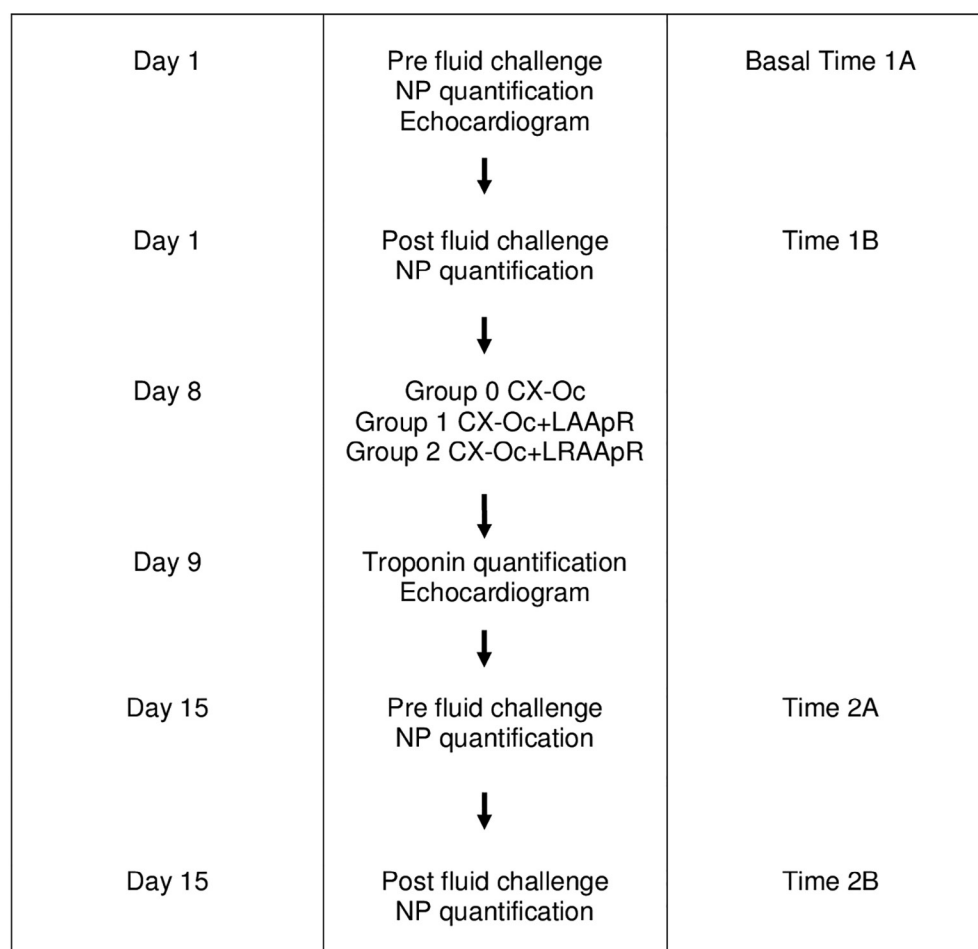 Day 1
Pre fluid challenge
NP quantification
Echocardiogram
Basal Time 1A
Day 1
Post fluid challenge
NP quantification
Time 1B
Day 8
Group 0 CX-Oc
Group 1 CX-Oc+LAApR
Group 2 CX-Oc+LRAApR
Day 9
Troponin quantification
Echocardiogram
Day 15
Pre fluid challenge
NP quantification
Time 2A
Day 15
Post fluid challenge
NP quantification
Time 2B